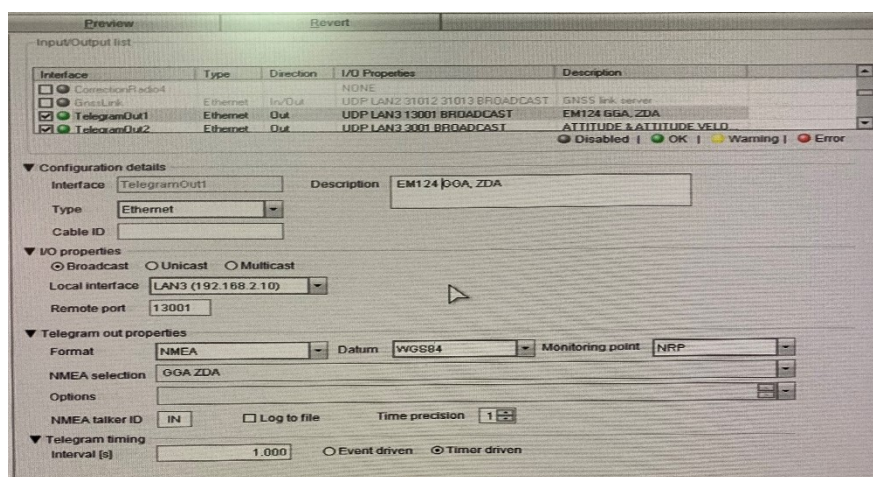 Preview Revert
Input/Output list
Interface Type Direction I/O Properties Description
CorrectionRadio4 NONE
GnssLink Ethernet In/Out UDP LAN2 31012 31013 BROADCAST GNSS link server
TelegramOut1 Ethernet Out UDP LAN3 13001 BROADCAST EM124 GGA, ZDA
TelegramOut2 Ethernet Out UDP LAN3 3001 BROADCAST ATTITUDE & ATTITUDE VELO...
Disabled | OK | Warning | Error
Configuration details
Interface TelegramOut1 Description EM124 GGA, ZDA
Type Ethernet
Cable ID
I/O properties
Broadcast Unicast Multicast
Local interface LAN3 (192.168.2.10)
Remote port 13001
Telegram out properties
Format NMEA Datum WGS84 Monitoring point NRP
NMEA selection GGA ZDA
Options
NMEA talker ID IN Log to file Time precision 1
Telegram timing
Interval [s] 1.000 Event driven Timer driven